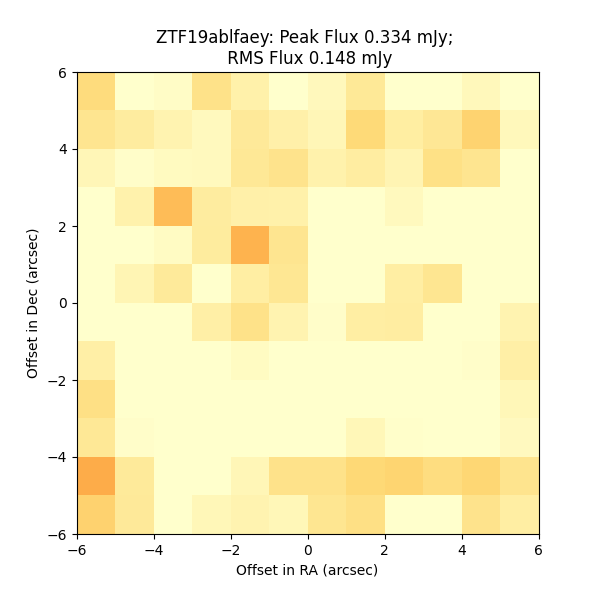 ZTF19ablfaey: Peak Flux 0.334 mJy;
RMS Flux 0.148 mJy
6
4
2
0
−2
−4
−6
Offset in Dec (arcsec)
−6 −4 −2 0 2 4 6
Offset in RA (arcsec)